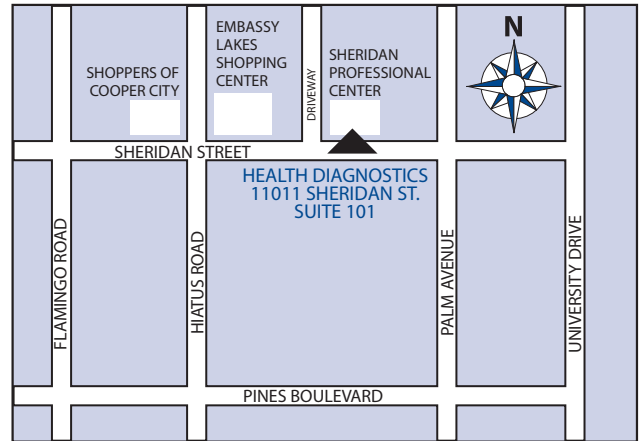 N
SHOPPERS OF
COOPER CITY
EMBASSY
LAKES
SHOPPING
CENTER
DRIVEWAY
SHERIDAN
PROFESSIONAL
CENTER
SHERIDAN STREET
HEALTH DIAGNOSTICS
11011 SHERIDAN ST.
SUITE 101
FLAMINGO ROAD
HIATUS ROAD
PALM AVENUE
UNIVERSITY DRIVE
PINES BOULEVARD